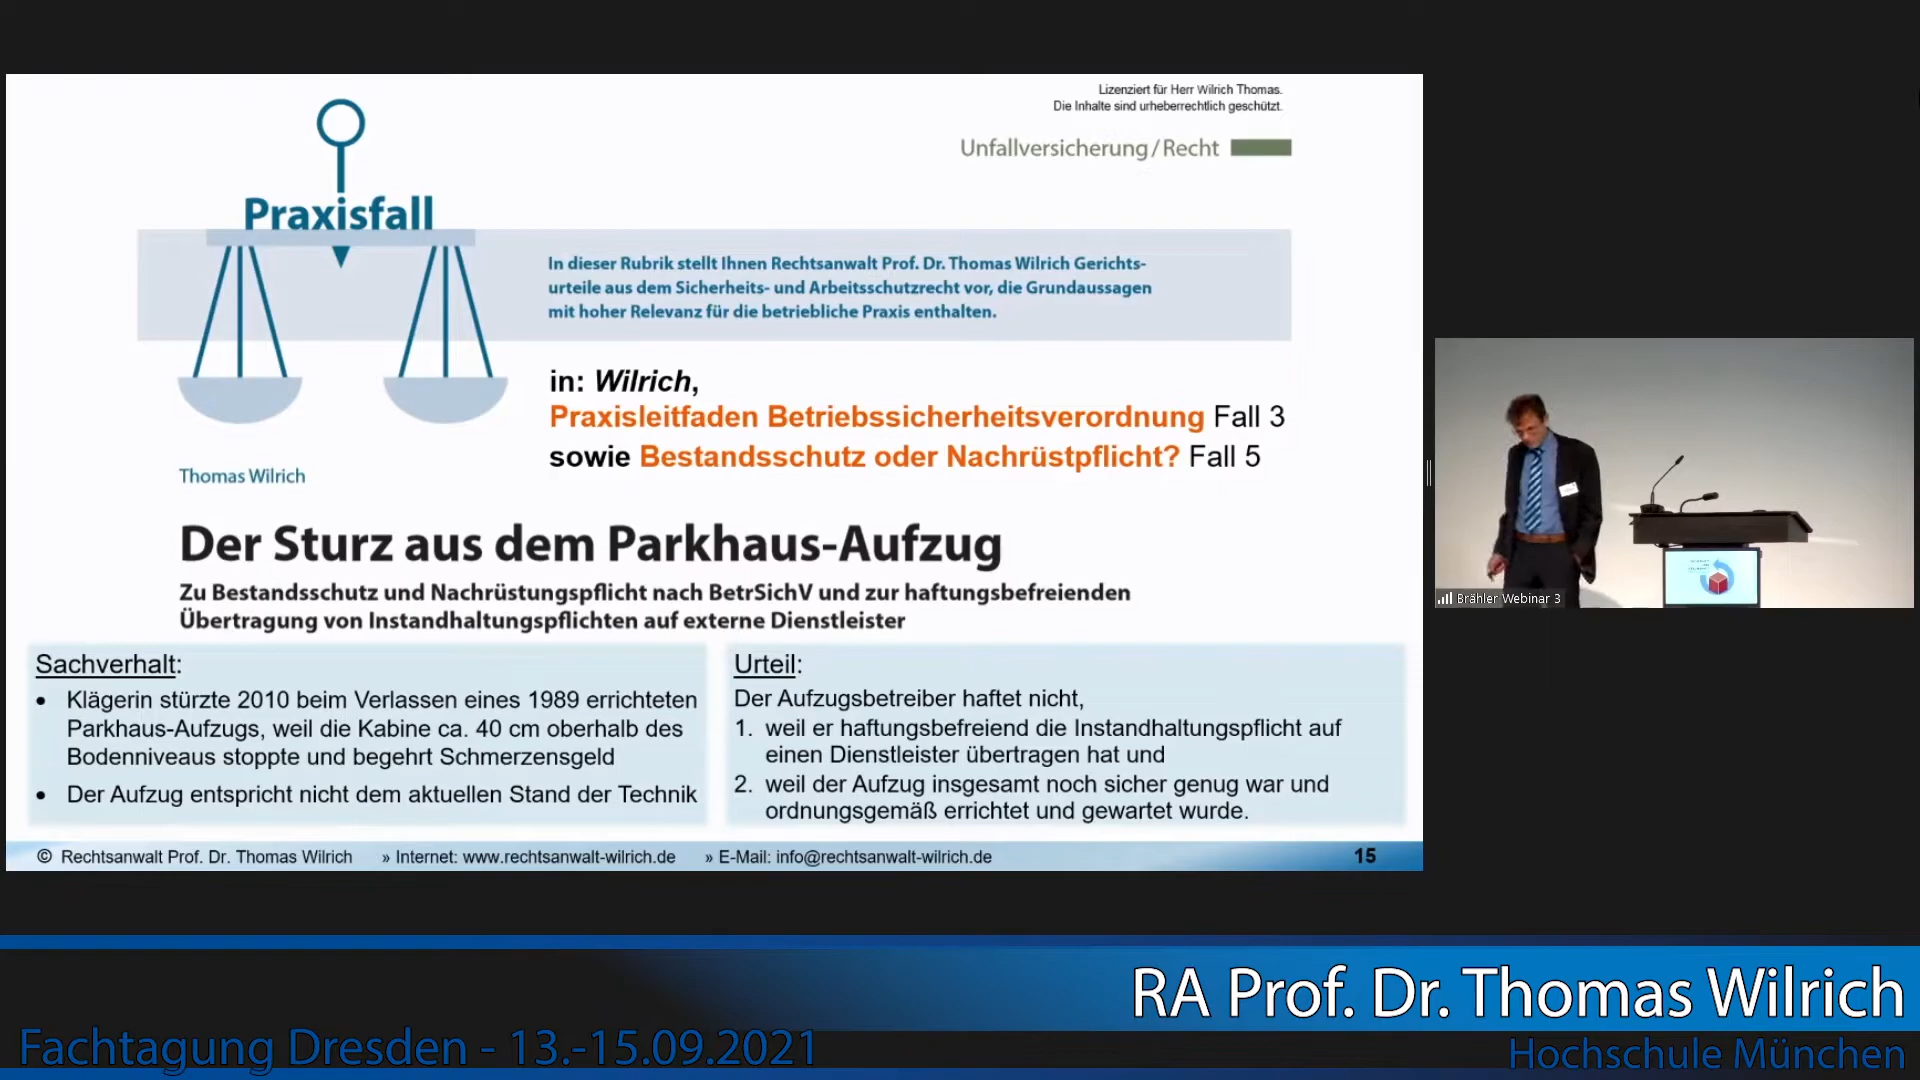 Lizenziert für Herr Wilrich Thomas.
Die Inhalte sind urheberrechtlich geschützt.
Unfallversicherung / Recht
Praxisfall
In dieser Rubrik stellt Ihnen Rechtsanwalt Prof. Dr. Thomas Wilrich Gerichts-
urteile aus dem Sicherheits- und Arbeitsschutzrecht vor, die Grundaussagen
mit hoher Relevanz für die betriebliche Praxis enthalten.
in: Wilrich,
Praxisleitfaden Betriebssicherheitsverordnung Fall 3
sowie Bestandsschutz oder Nachrüstpflicht? Fall 5
Thomas Wilrich
Der Sturz aus dem Parkhaus-Aufzug
Zu Bestandsschutz und Nachrüstungspflicht nach BetrSichV und zur haftungsbefreienden
Übertragung von Instandhaltungspflichten auf externe Dienstleister
Sachverhalt:
• Klägerin stürzte 2010 beim Verlassen eines 1989 errichteten
Parkhaus-Aufzugs, weil die Kabine ca. 40 cm oberhalb des
Bodenniveaus stoppte und begehrt Schmerzensgeld
• Der Aufzug entspricht nicht dem aktuellen Stand der Technik
Urteil:
Der Aufzugsbetreiber haftet nicht,
1. weil er haftungsbefreiend die Instandhaltungspflicht auf
einen Dienstleister übertragen hat und
2. weil der Aufzug insgesamt noch sicher genug war und
ordnungsgemäß errichtet und gewartet wurde.
© Rechtsanwalt Prof. Dr. Thomas Wilrich » Internet: www.rechtsanwalt-wilrich.de » E-Mail: info@rechtsanwalt-wilrich.de 15
Brähler Webinar 3
RA Prof. Dr. Thomas Wilrich
Fachtagung Dresden - 13.-15.09.2021
Hochschule München